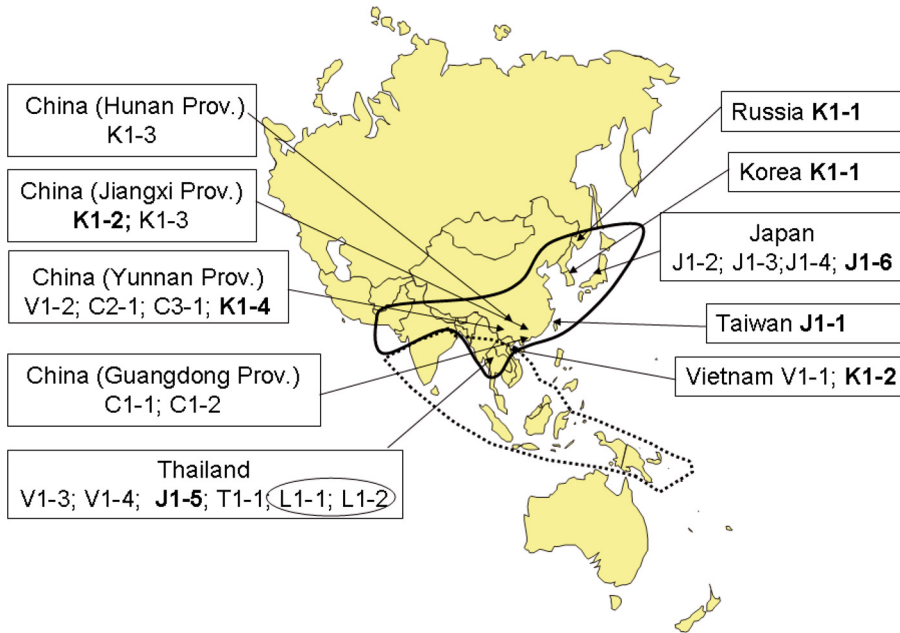 China (Hunan Prov.)
K1-3
China (Jiangxi Prov.)
K1-2; K1-3
China (Yunnan Prov.)
V1-2; C2-1; C3-1; K1-4
China (Guangdong Prov.)
C1-1; C1-2
Thailand
V1-3; V1-4; J1-5; T1-1; L1-1; L1-2
Russia K1-1
Korea K1-1
Japan
J1-2; J1-3;J1-4; J1-6
Taiwan J1-1
Vietnam V1-1; K1-2